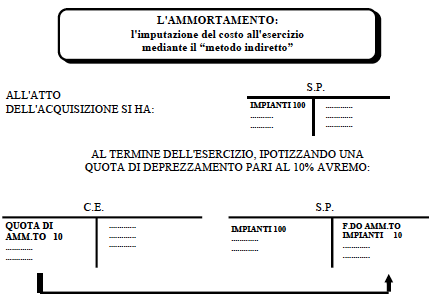 L'AMMORTAMENTO:
l'imputazione del costo all'esercizio
mediante il “metodo indiretto”
ALL'ATTO
DELL'ACQUISIZIONE SI HA:
S.P.
IMPIANTI 100 ............
............ ............
............ ............
AL TERMINE DELL'ESERCIZIO, IPOTIZZANDO UNA
QUOTA DI DEPREZZAMENTO PARI AL 10% AVREMO:
C.E.
QUOTA DI ............
AMM.TO 10 ............
............ ............
............
S.P.
IMPIANTI 100
............
............
F.DO AMM.TO
IMPIANTI 10
............
............